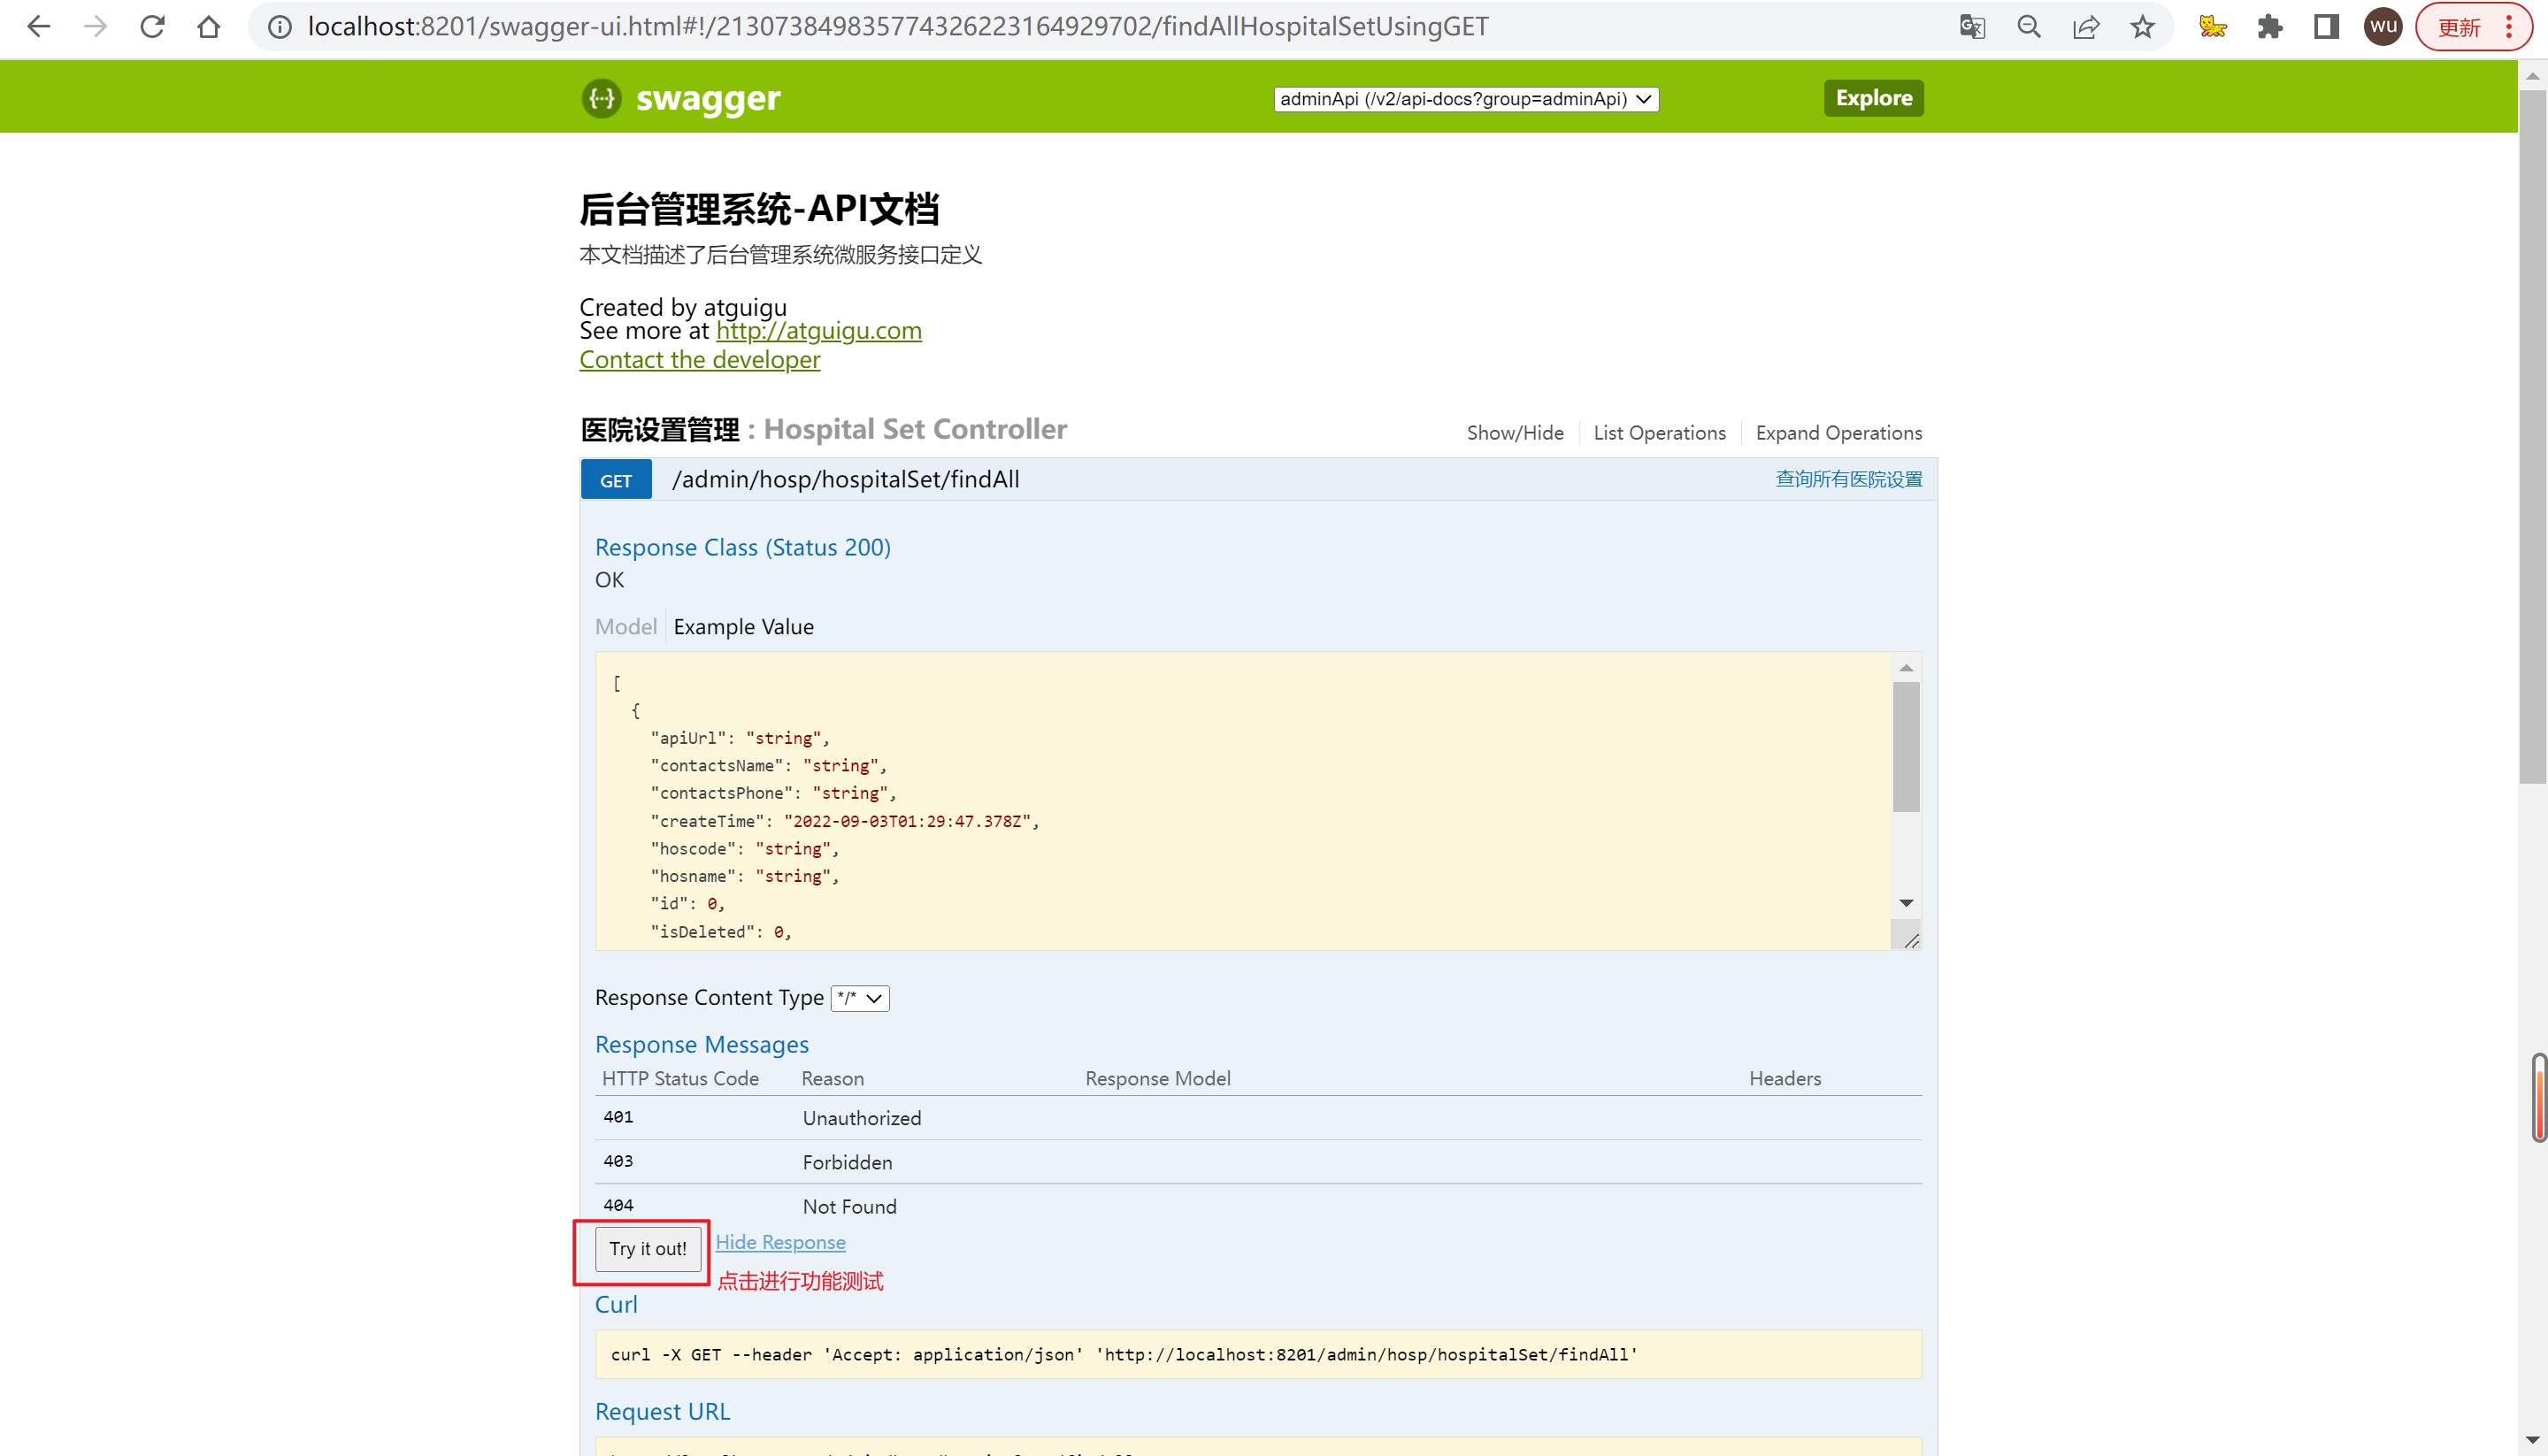 localhost:8201/swagger-ui.html#!/2130738498357743262231649​29702/findAllHospitalSetUsingGET
WU
更新
{···} swagger
adminApi (/v2/api-docs?group=adminApi)
Explore
后台管理系统-API文档
本文档描述了后台管理系统微服务接口定义
Created by atguigu
See more at http://atguigu.com
Contact the developer
医院设置管理 : Hospital Set Controller
Show/Hide
List Operations
Expand Operations
GET
/admin/hosp/hospitalSet/findAll
查询所有医院设置
Response Class (Status 200)
OK
Model
Example Value
[
{
"apiUrl": "string",
"contactsName": "string",
"contactsPhone": "string",
"createTime": "2022-09-03T01:29:47.378Z",
"hoscode": "string",
"hosname": "string",
"id": 0,
"isDeleted": 0,
Response Content Type */*
Response Messages
HTTP Status Code Reason Response Model Headers
401 Unauthorized
403 Forbidden
404 Not Found
Try it out!
Hide Response
点击进行功能测试
Curl
curl -X GET --header 'Accept: application/json' 'http://localhost:8201/admin/hosp/hospitalSet/findAll'
Request URL